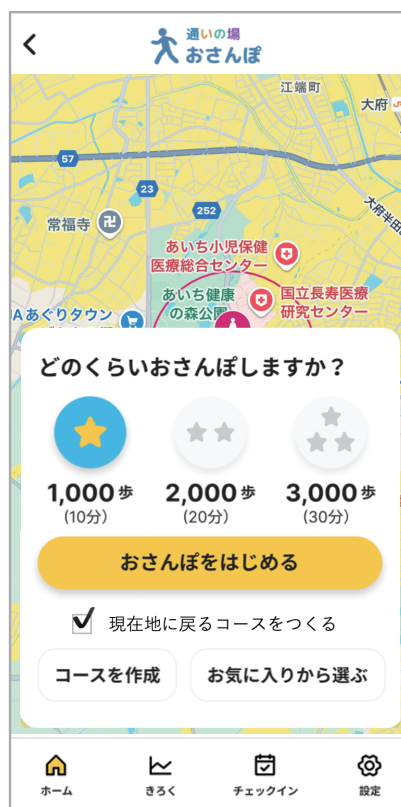 通いの場
おさんぽ
江端町
大府
57
23
大府半田
252
常福寺
卍
あいち小児保健
医療総合センター
あいち健康
の森公園
国立長寿医療
研究センター
Aあぐりタウン
どのくらいおさんぽしますか？
1,000歩
(10分)
2,000歩
(20分)
3,000歩
(30分)
おさんぽをはじめる
現在地に戻るコースをつくる
コースを作成
お気に入りから選ぶ
ホーム
きろく
チェックイン
設定